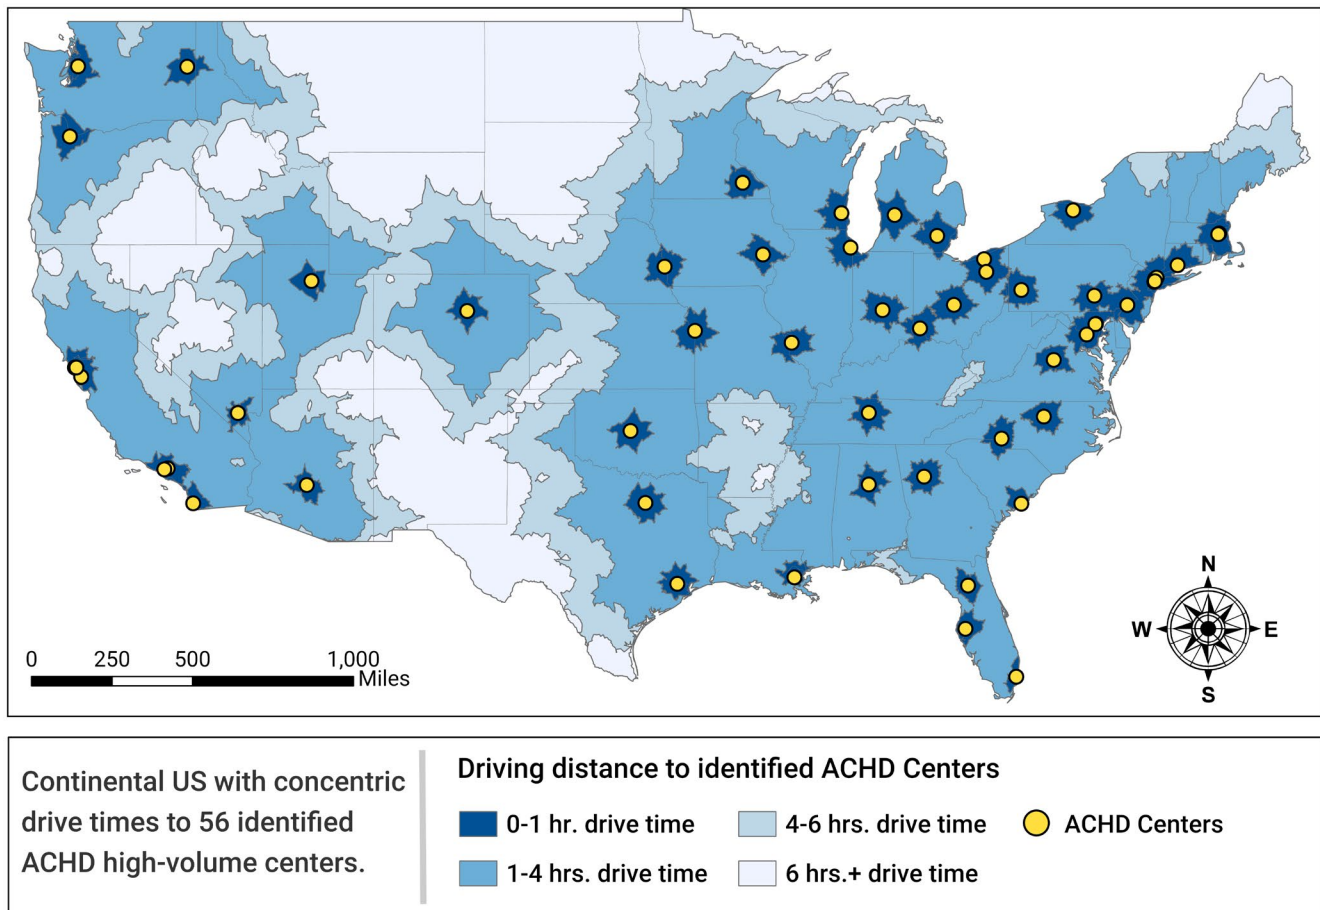 N
W E
S
0 250 500 1,000
Miles
Continental US with concentric
drive times to 56 identified
ACHD high-volume centers.
Driving distance to identified ACHD Centers
0-1 hr. drive time
4-6 hrs. drive time
ACHD Centers
1-4 hrs. drive time
6 hrs.+ drive time